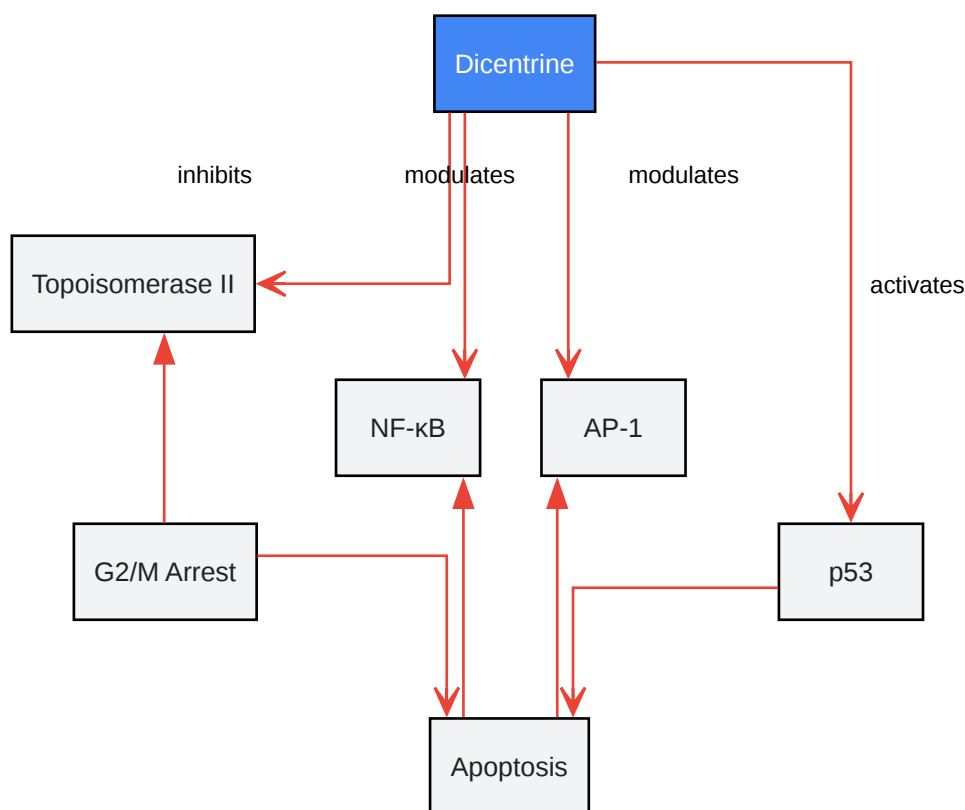 Dicentrine
inhibits
modulates
modulates
Topoisomerase II
activates
NF-κB
AP-1
G2/M Arrest
p53
Apoptosis